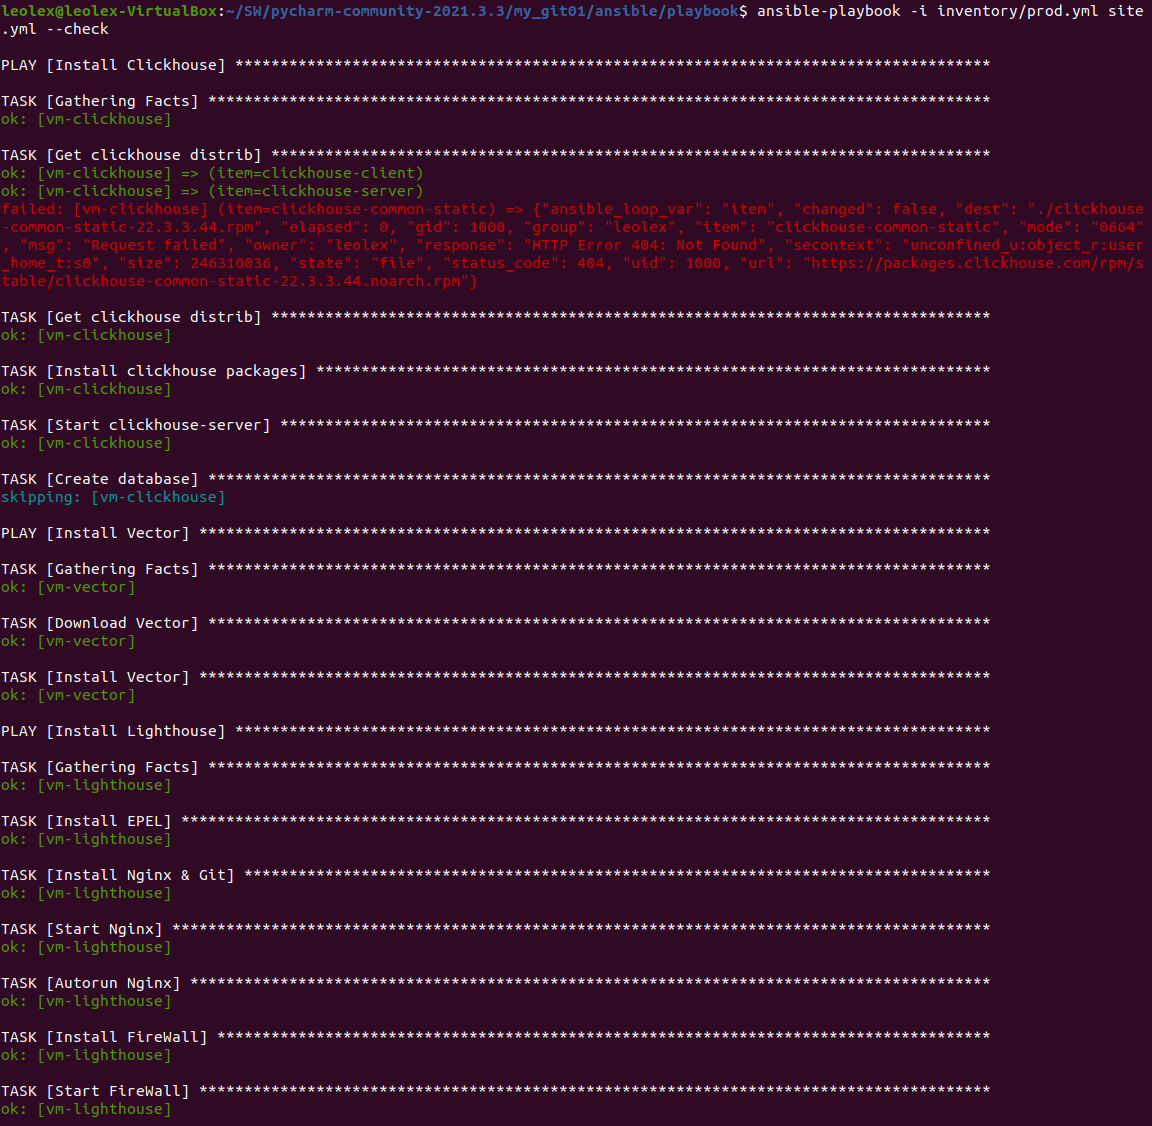 leolex@leolex-VirtualBox:~/SW/pycharm-community-2021.3.3/my_git01/ansible/playbook$ ansible-playbook -i inventory/prod.yml site
.yml --check
PLAY [Install Clickhouse] ************************************************************************************
TASK [Gathering Facts] ***************************************************************************************
ok: [vm-clickhouse]
TASK [Get clickhouse distrib] ********************************************************************************
ok: [vm-clickhouse] => (item=clickhouse-client)
ok: [vm-clickhouse] => (item=clickhouse-server)
failed: [vm-clickhouse] (item=clickhouse-common-static) => {"ansible_loop_var": "item", "changed": false, "dest": "./clickhouse
-common-static-22.3.3.44.rpm", "elapsed": 0, "gid": 1000, "group": "leolex", "item": "clickhouse-common-static", "mode": "0664"
, "msg": "Request failed", "owner": "leolex", "response": "HTTP Error 404: Not Found", "secontext": "unconfined_u:object_r:user
_home_t:s0", "size": 246310036, "state": "file", "status_code": 404, "uid": 1000, "url": "https://packages.clickhouse.com/rpm/s
table/clickhouse-common-static-22.3.3.44.noarch.rpm"}
TASK [Get clickhouse distrib] ********************************************************************************
ok: [vm-clickhouse]
TASK [Install clickhouse packages] ***************************************************************************
ok: [vm-clickhouse]
TASK [Start clickhouse-server] *******************************************************************************
ok: [vm-clickhouse]
TASK [Create database] ***************************************************************************************
skipping: [vm-clickhouse]
PLAY [Install Vector] ****************************************************************************************
TASK [Gathering Facts] ***************************************************************************************
ok: [vm-vector]
TASK [Download Vector] ***************************************************************************************
ok: [vm-vector]
TASK [Install Vector] ****************************************************************************************
ok: [vm-vector]
PLAY [Install Lighthouse] ************************************************************************************
TASK [Gathering Facts] ***************************************************************************************
ok: [vm-lighthouse]
TASK [Install EPEL] ******************************************************************************************
ok: [vm-lighthouse]
TASK [Install Nginx & Git] ***********************************************************************************
ok: [vm-lighthouse]
TASK [Start Nginx] *******************************************************************************************
ok: [vm-lighthouse]
TASK [Autorun Nginx] *****************************************************************************************
ok: [vm-lighthouse]
TASK [Install FireWall] **************************************************************************************
ok: [vm-lighthouse]
TASK [Start FireWall] ****************************************************************************************
ok: [vm-lighthouse]